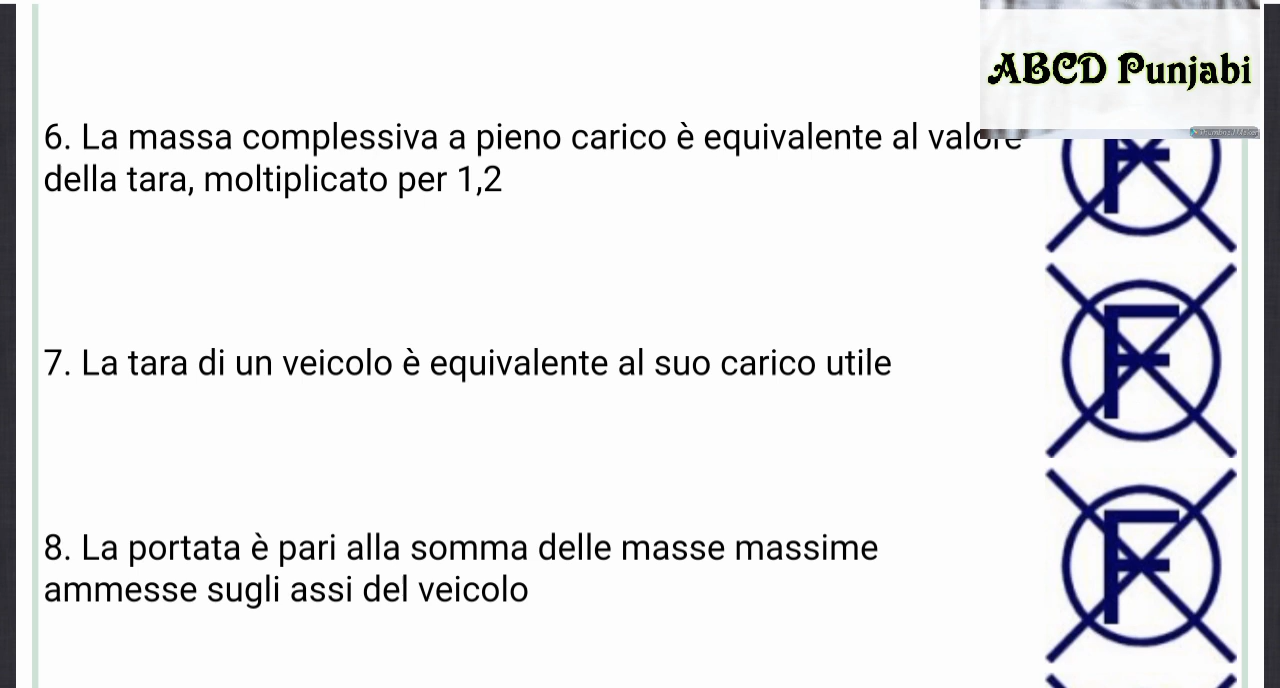 ABCD Punjabi
6. La massa complessiva a pieno carico è equivalente al valore
della tara, moltiplicato per 1,2
F
7. La tara di un veicolo è equivalente al suo carico utile
F
8. La portata è pari alla somma delle masse massime
ammesse sugli assi del veicolo
F